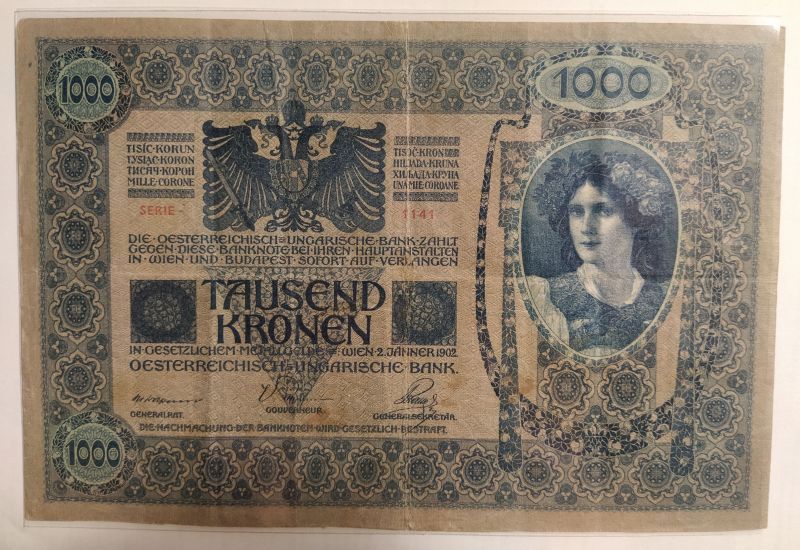 1000
1000
TISÍC KORUN
TYSIĄC KORON
ТИСЯЧ КОРОН
MILLE CORONE
TISOČ KRON
HILJADA KRUNA
ХИЉАДА КРУНА
UNA MIE COROANE
SERIE -
1141
DIE OESTERREICHISCH=UNGARISCHE BANK ZAHLT
GEGEN DIESE BANKNOTE BEI IHREN HAUPTANSTALTEN
IN WIEN UND BUDAPEST SOFORT AUF VERLANGEN
TAUSEND
KRONEN
IN GESETZLICHEM METALLGELDE. WIEN 2. JÄNNER 1902
OESTERREICHISCH=UNGARISCHE BANK.
GENERALRAT.
GOUVERNEUR.
GENERALSEKRETÄR.
DIE NACHMACHUNG DER BANKNOTEN WIRD GESETZLICH BESTRAFT.
1000